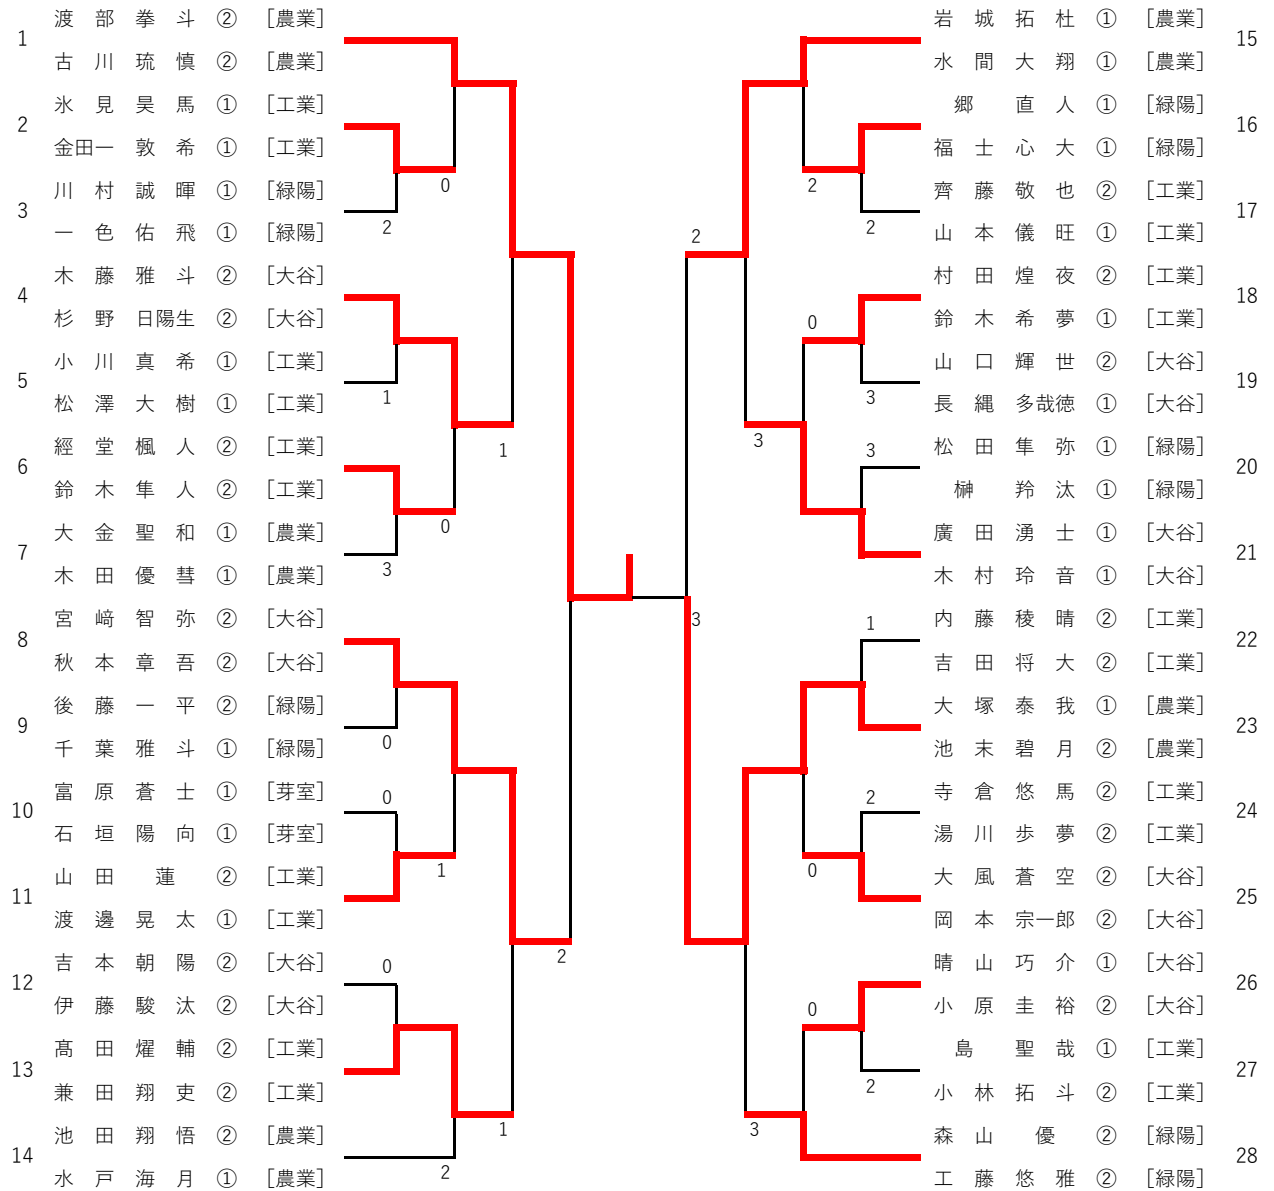 渡部拳斗 ② [農業]
1
古川琉慎 ② [農業]
氷見昊馬 ① [工業]
2
金田一敦希 ① [工業]
川村誠暉 ① [緑陽]
3
一色佑飛 ① [緑陽]
木藤雅斗 ② [大谷]
4
杉野日陽生 ② [大谷]
小川真希 ① [工業]
5
松澤大樹 ① [工業]
經堂楓人 ② [工業]
6
鈴木隼人 ② [工業]
大金聖和 ① [農業]
7
木田優彗 ① [農業]
宮﨑智弥 ② [大谷]
8
秋本章吾 ② [大谷]
後藤一平 ② [緑陽]
9
千葉雅斗 ① [緑陽]
富原蒼士 ① [芽室]
10
石垣陽向 ① [芽室]
山田蓮 ② [工業]
11
渡邊晃太 ① [工業]
吉本朝陽 ② [大谷]
12
伊藤駿汰 ② [大谷]
髙田燿輔 ② [工業]
13
兼田翔吏 ② [工業]
池田翔悟 ② [農業]
14
水戸海月 ① [農業]
0
2
1
1
0
3
0
0
1
0
2
1
2
2
3
2
2
0
3
3
3
1
2
0
0
2
3
岩城拓杜 ① [農業]
15
水間大翔 ① [農業]
郷直人 ① [緑陽]
16
福士心大 ① [緑陽]
齊藤敬也 ② [工業]
17
山本儀旺 ① [工業]
村田煌夜 ② [工業]
18
鈴木希夢 ① [工業]
山口輝世 ② [大谷]
19
長縄多哉徳 ① [大谷]
松田隼弥 ① [緑陽]
20
榊羚汰 ① [緑陽]
廣田湧士 ① [大谷]
21
木村玲音 ① [大谷]
内藤稜晴 ② [工業]
22
吉田将大 ② [工業]
大塚泰我 ① [農業]
23
池末碧月 ② [農業]
寺倉悠馬 ② [工業]
24
湯川歩夢 ② [工業]
大風蒼空 ② [大谷]
25
岡本宗一郎 ② [大谷]
晴山巧介 ① [大谷]
26
小原圭裕 ② [大谷]
島聖哉 ① [工業]
27
小林拓斗 ② [工業]
森山優 ② [緑陽]
28
工藤悠雅 ② [緑陽]